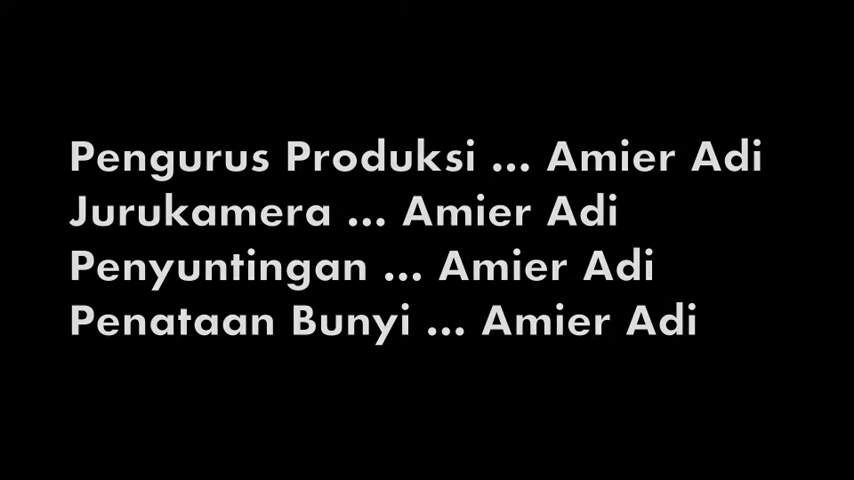 Pengurus Produksi ... Amier Adi
Jurukamera ... Amier Adi
Penyuntingan ... Amier Adi
Penataan Bunyi ... Amier Adi